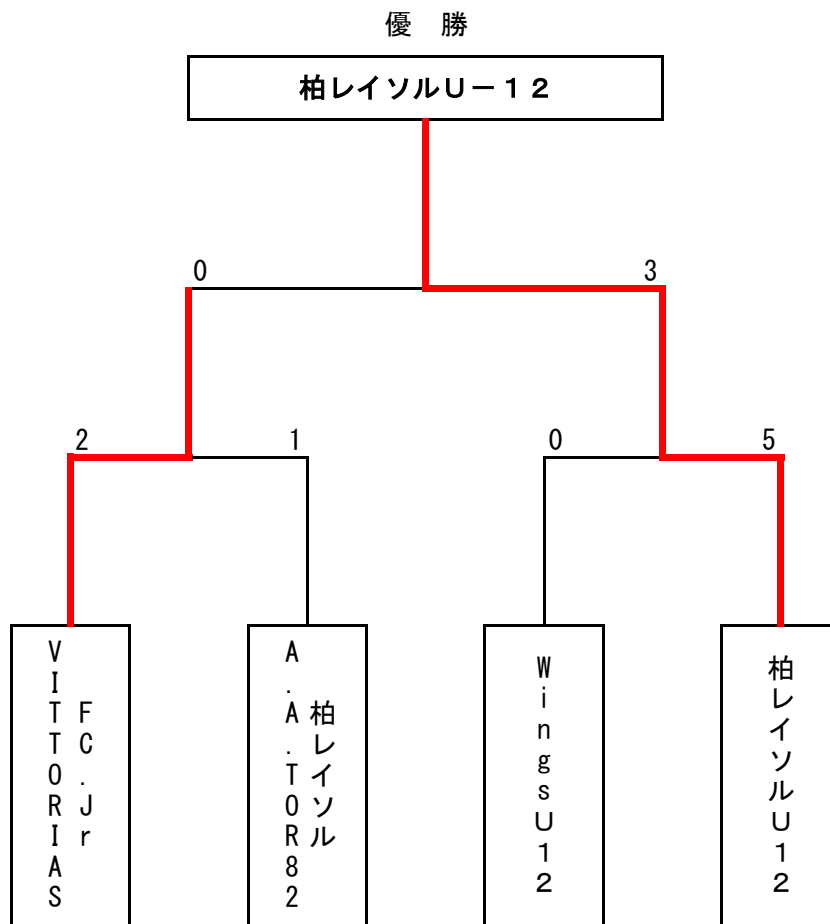 優　勝
柏レイソルＵ－１２
0
3
2
1
0
5
FC.Jr
VITTORIAS
柏レイソル
A.A.TOR82
WingsU12
柏レイソルU12